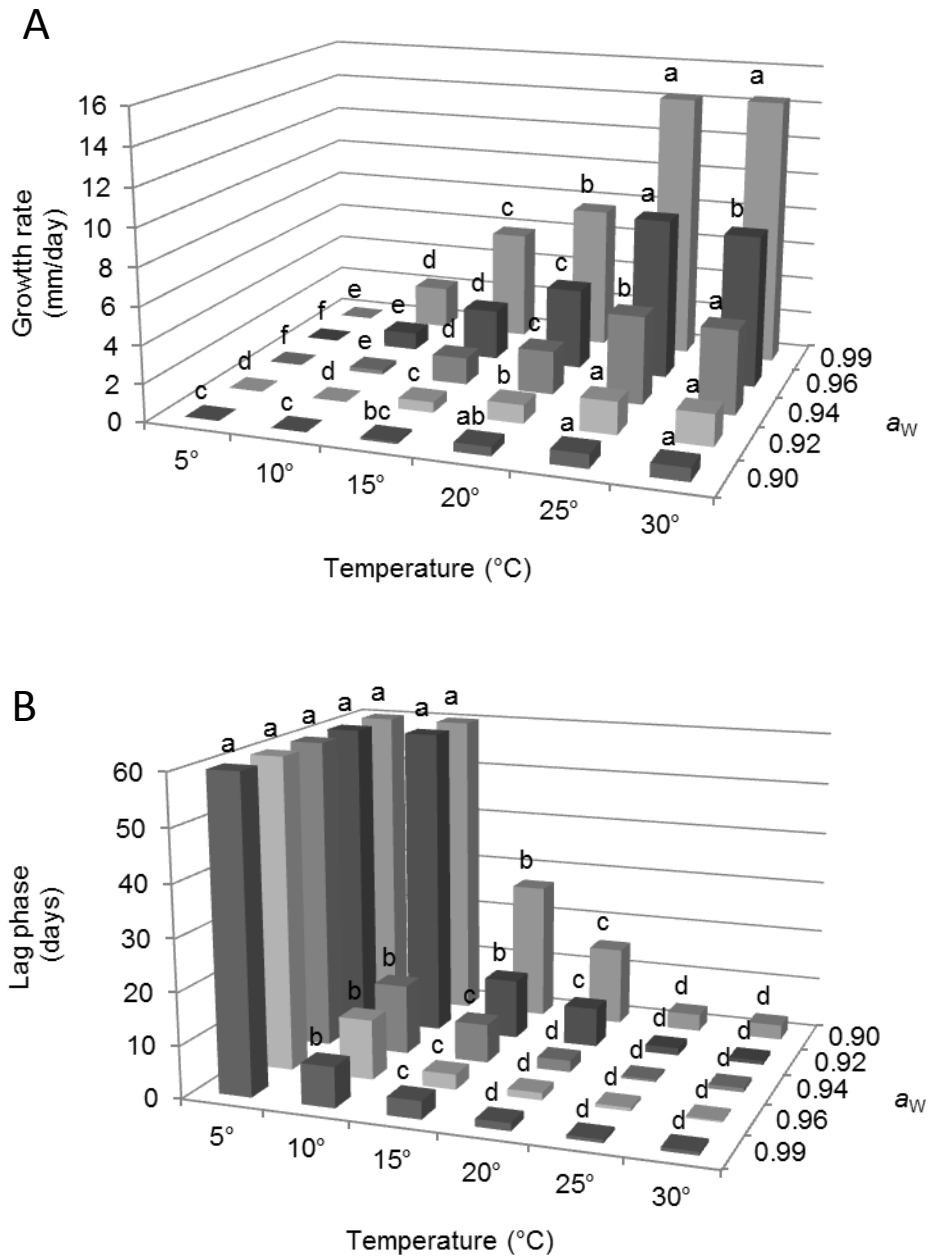 A
16
14
12
10
8
6
4
2
0
Growtth rate
(mm/day)
a a
b a b
c c b a
d d c a
e e d b a a
f e c ab a
f d bc
d c
c
0.99
0.96
0.94
0.92
0.90
aw
5° 10° 15° 20° 25° 30°
Temperature (°C)
B
60
50
40
30
20
10
0
Lag phase
(days)
a a a a a a a
b
b b c
b b c c d d
b c d d d
c d d d
d d d
0.90
0.92
0.94
0.96
0.99
aw
5° 10° 15° 20° 25° 30°
Temperature (°C)